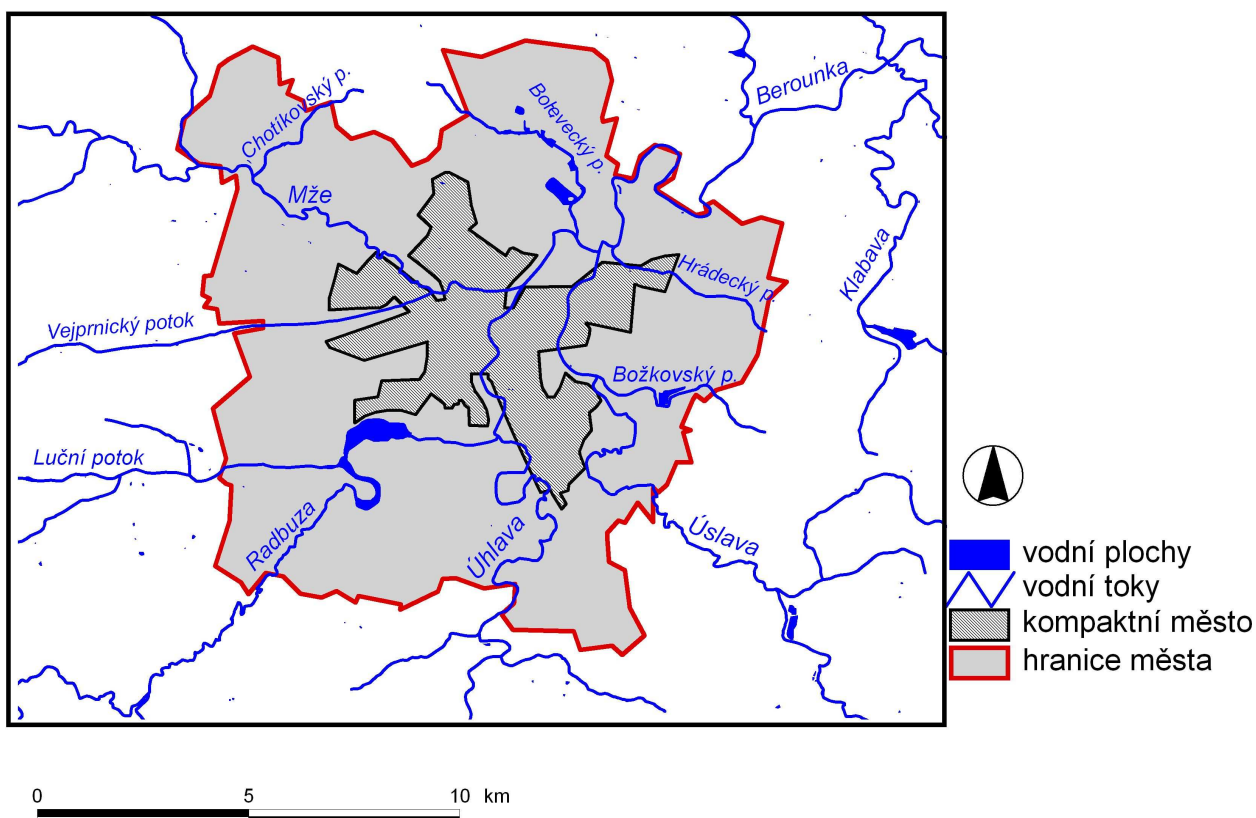 Berounka
Chotíkovský p.
Bolevecký p.
Mže
Klabava
Hrádecký p.
Vejprnický potok
Božkovský p.
Luční potok
Radbuza
Úhlava
Úslava
vodní plochy
vodní toky
kompaktní město
hranice města
0 5 10 km